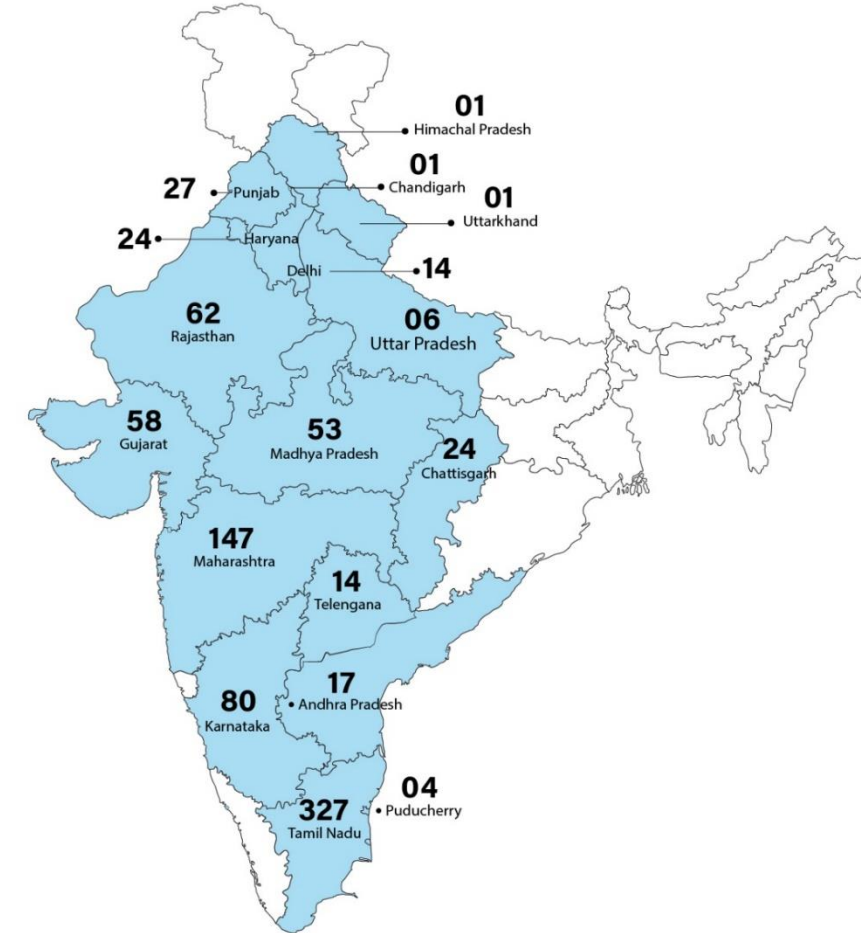 01
Himachal Pradesh
01
Chandigarh
27
Punjab
01
Uttarkhand
24
Haryana
Delhi
14
62
Rajasthan
06
Uttar Pradesh
58
Gujarat
53
Madhya Pradesh
24
Chattisgarh
147
Maharashtra
14
Telengana
17
Andhra Pradesh
80
Karnataka
04
Puducherry
327
Tamil Nadu